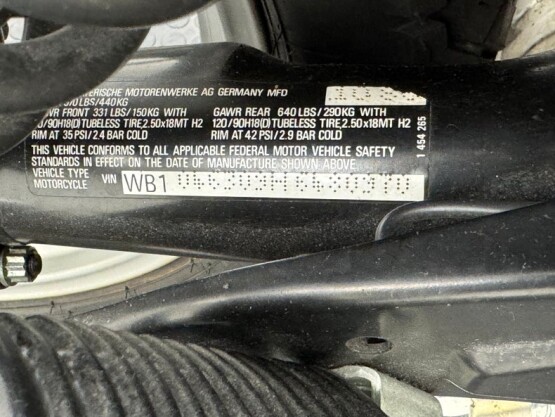 BAYERISCHE MOTORENWERKE AG GERMANY MFD
LBS/440KG
FRONT 331 LBS/150KG WITH
/90H18(D) TUBELESS TIRE,2.50x18MT H2
RIM AT 35 PSI/2.4 BAR COLD
GAWR REAR 640 LBS/290KG WITH
120/90H18(D) TUBELESS TIRE,2.50x18MT H2
RIM AT 42 PSI/2.9 BAR COLD
THIS VEHICLE CONFORMS TO ALL APPLICABLE FEDERAL MOTOR VEHICLE SAFETY
STANDARDS IN EFFECT ON THE DATE OF MANUFACTURE SHOWN ABOVE
VEHICLE TYPE
MOTORCYCLE
VIN WB1
1 454 265